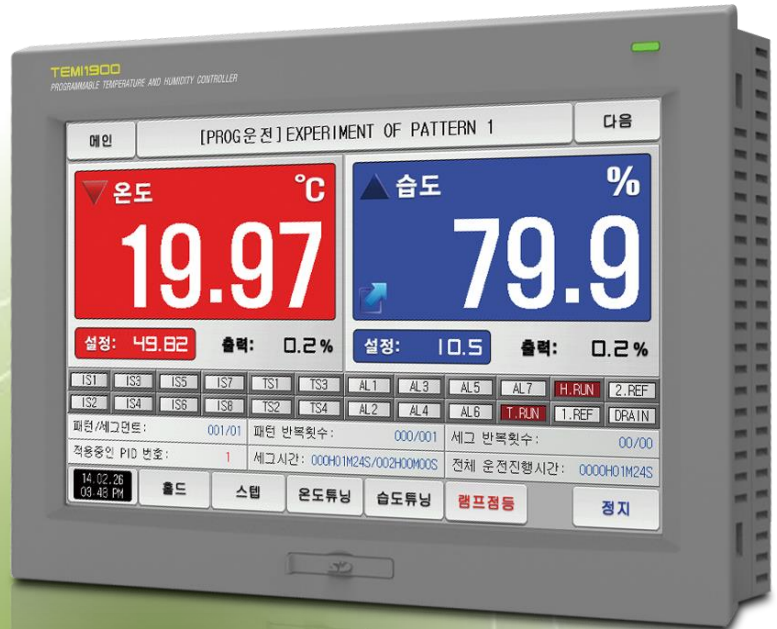 TEMI1900
PROGRAMMABLE TEMPERATURE AND HUMIDITY CONTROLLER
메인 [PROG운전]EXPERIMENT OF PATTERN 1 다음
온도 ℃ 습도 %
19.97 79.9
설정: 49.82 출력: 0.2% 설정: 10.5 출력: 0.2%
IS1 IS3 IS5 IS7 TS1 TS3 AL1 AL3 AL5 AL7 H.RUN 2.REF
IS2 IS4 IS6 IS8 TS2 TS4 AL2 AL4 AL6 T.RUN 1.REF DRAIN
패턴/세그먼트: 001/01 패턴 반복횟수: 000/001 세그 반복횟수: 00/00
적용중인 PID 번호: 1 세그시간: 000H01M24S/002H00M00S 전체 운전진행시간: 0000H01M24S
14.02.26
03:48 PM 홀드 스텝 온도튜닝 습도튜닝 램프점등 정지